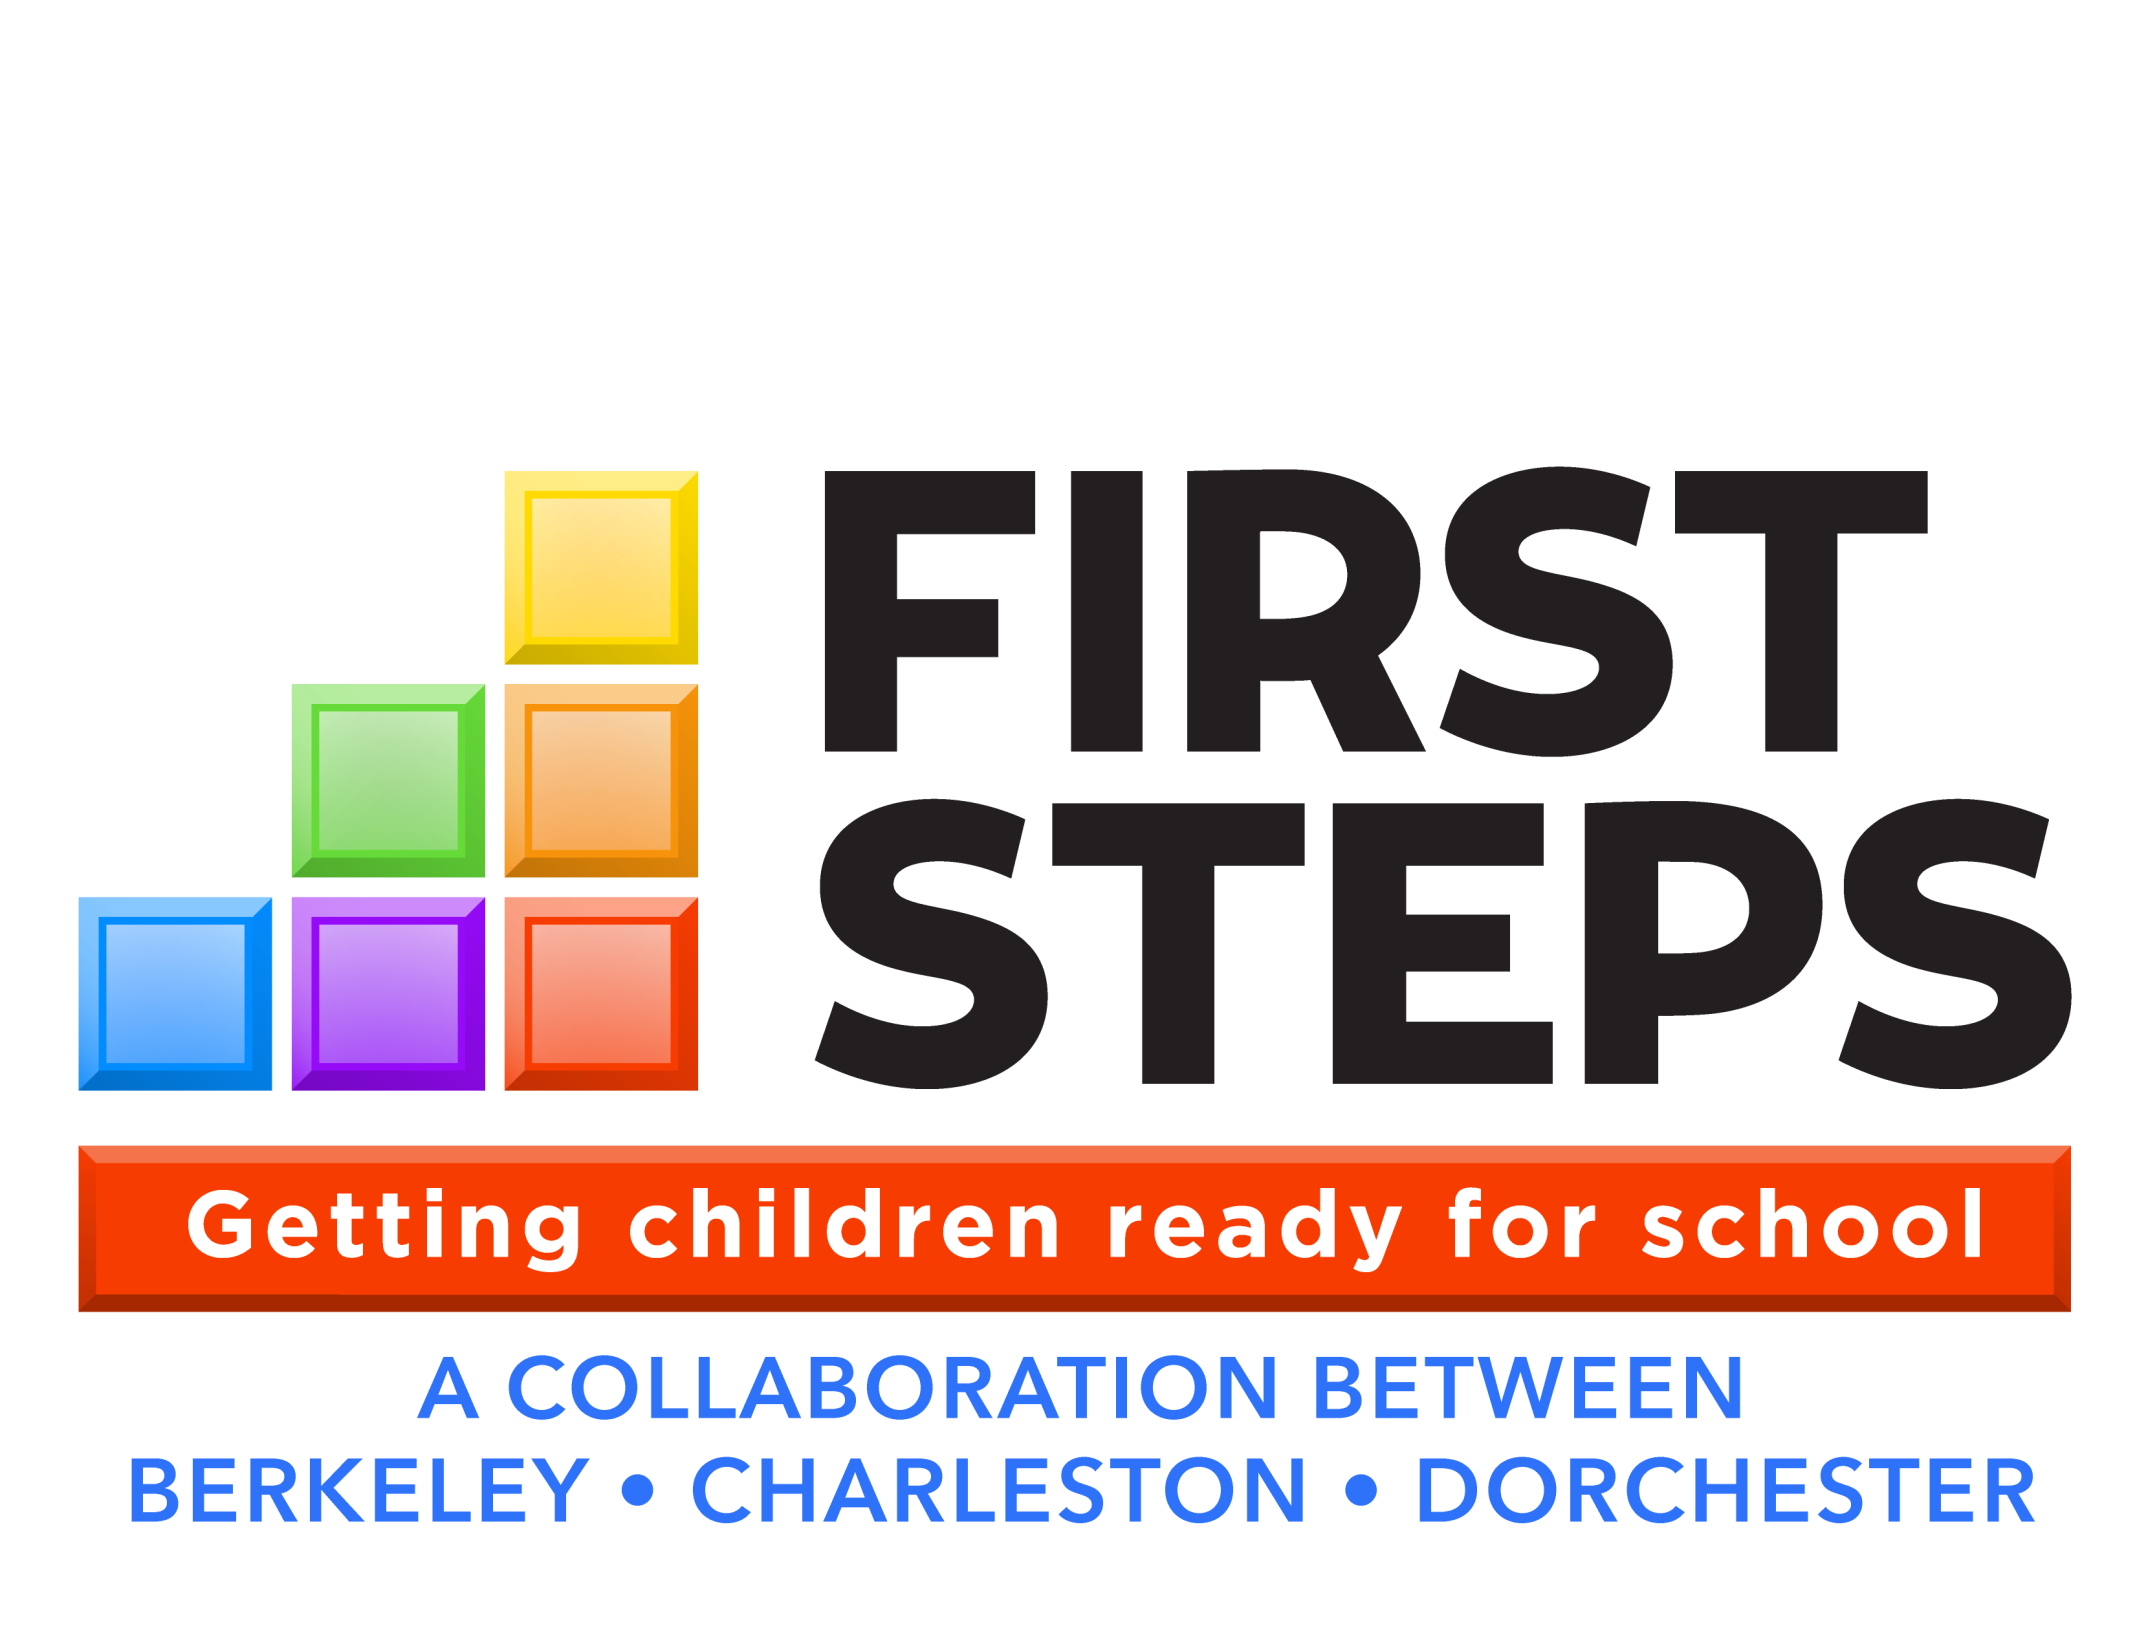 FIRST
STEPS
Getting children ready for school
A COLLABORATION BETWEEN
BERKELEY • CHARLESTON • DORCHESTER